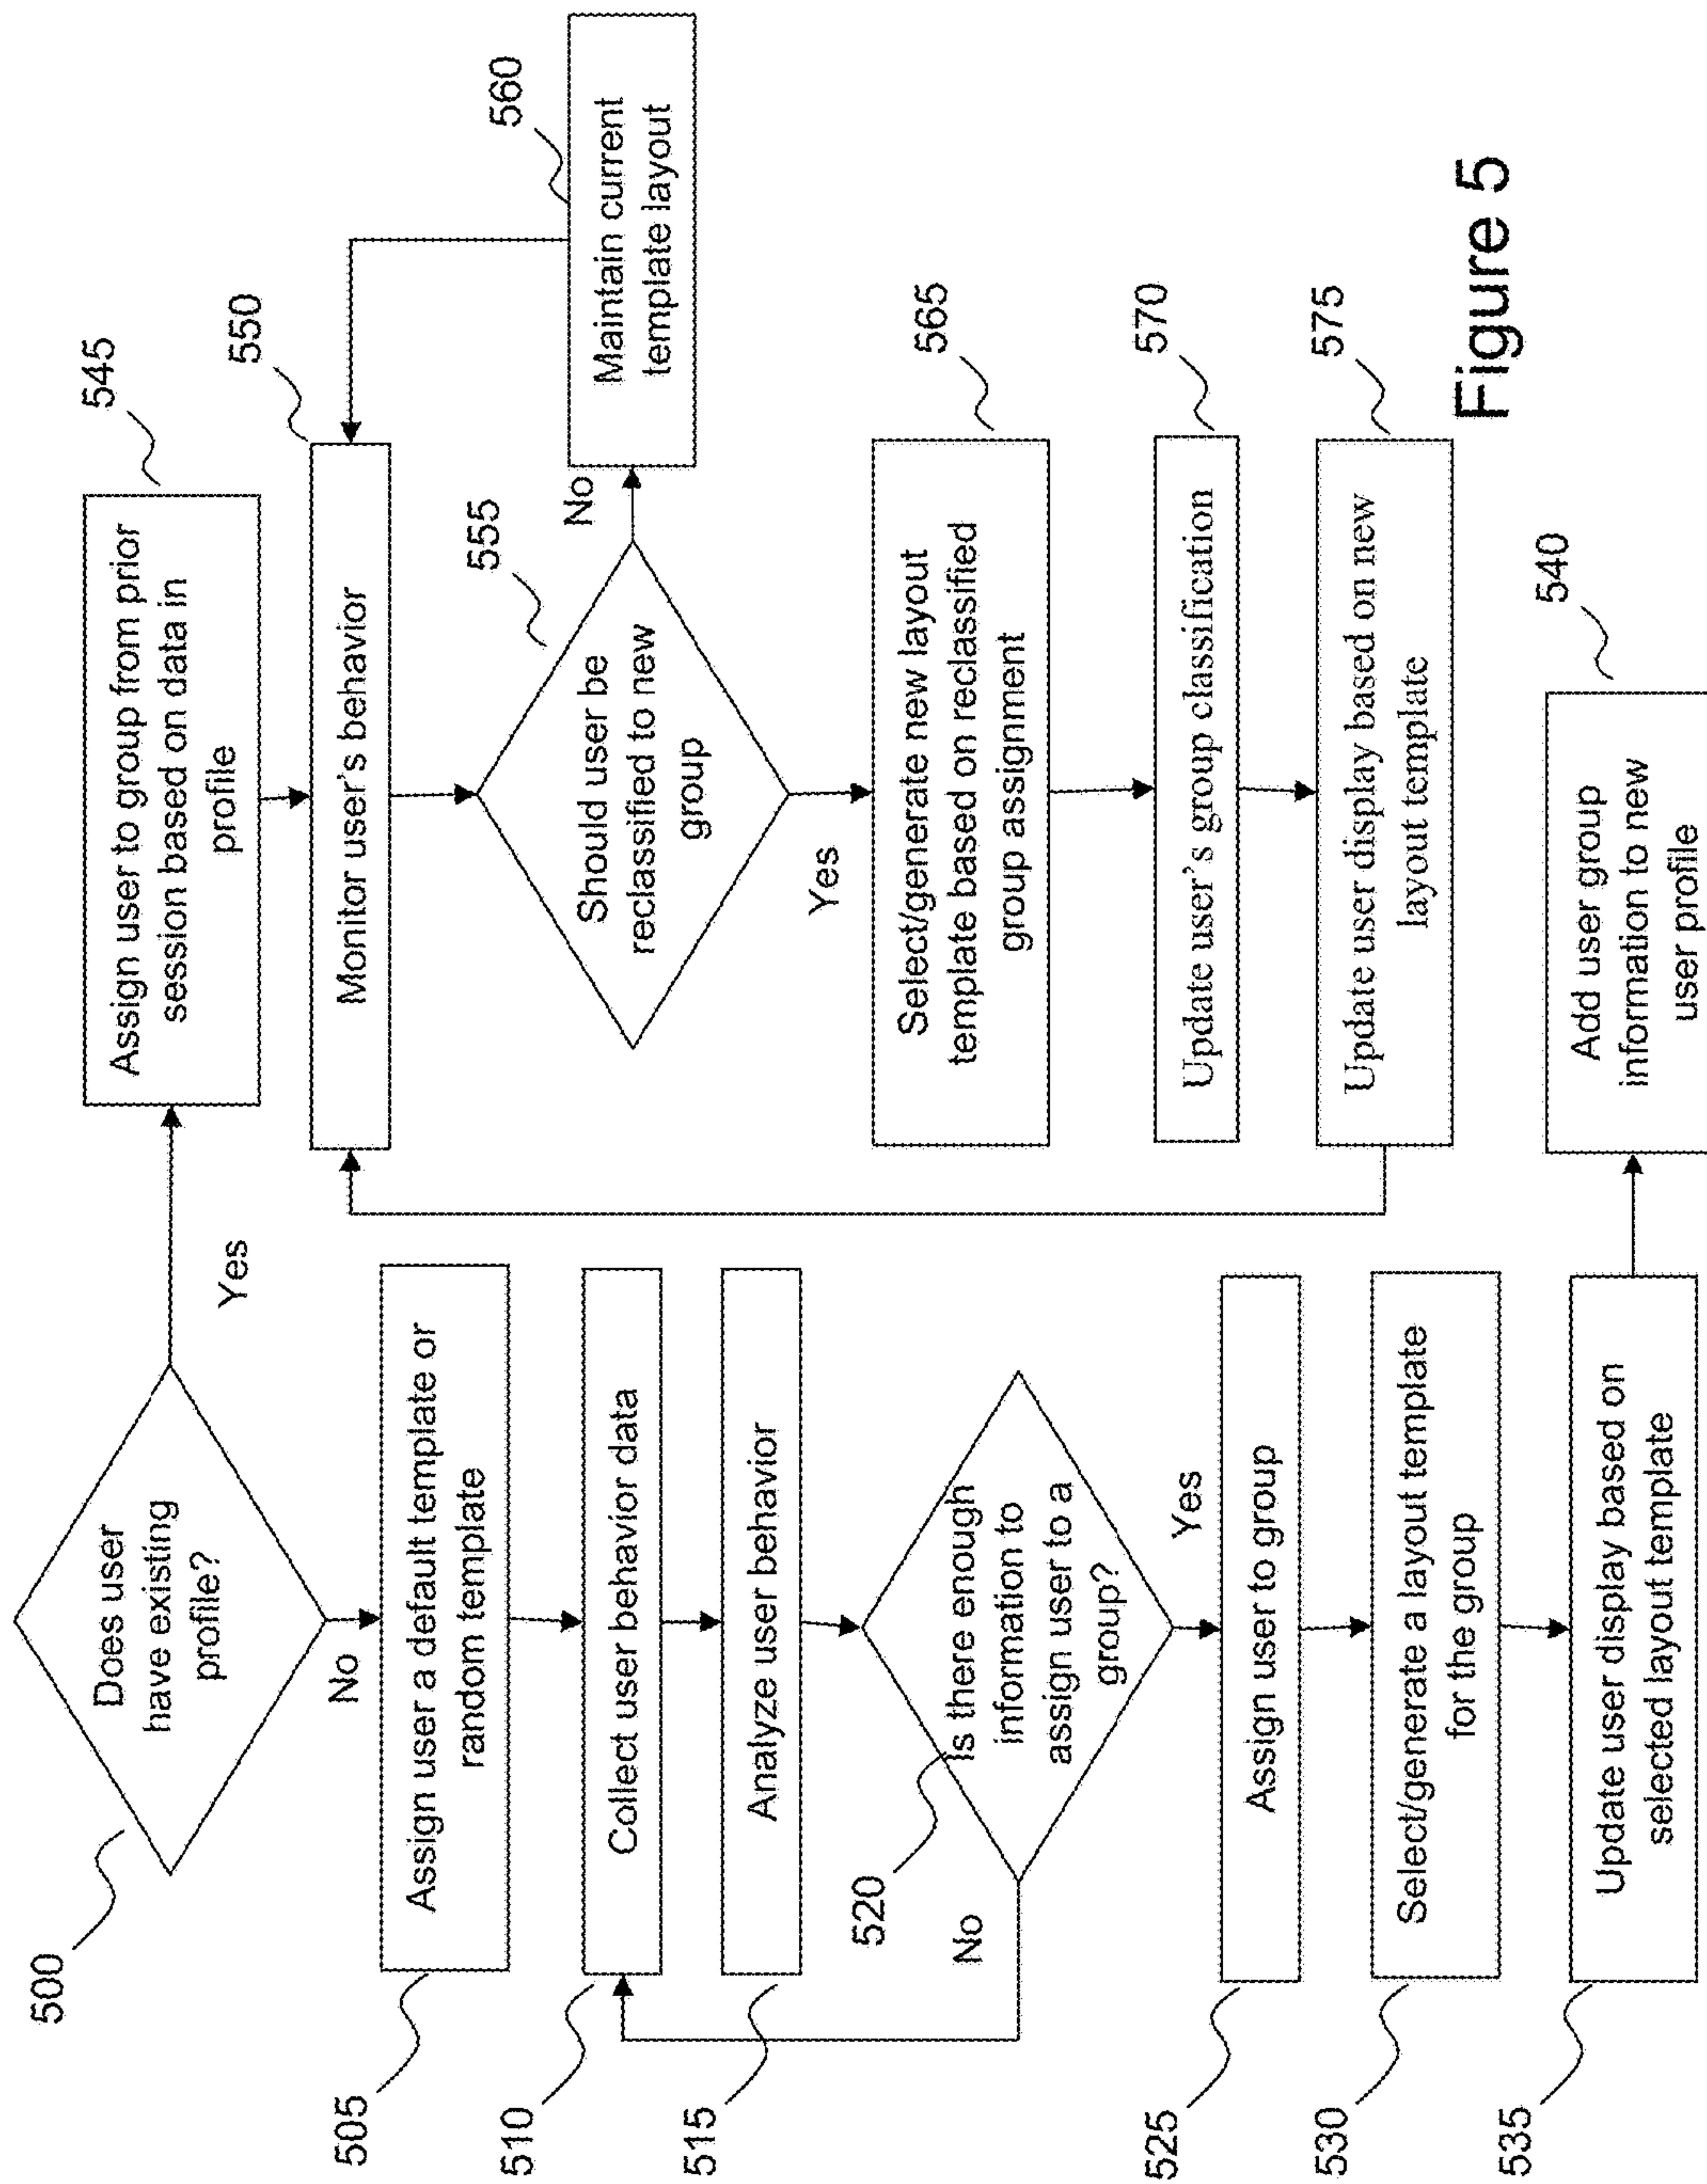 500
Does user
have existing
profile?
Yes
No
505
Assign user a default template or
random template
510
Collect user behavior data
515
Analyze user behavior
520
Is there enough
information to
assign user to a
group?
No
Yes
525
Assign user to group
530
Select/generate a layout template
for the group
535
Update user display based on
selected layout template
540
Add user group
information to new
user profile
545
Assign user to group from prior
session based on data in
profile
550
Monitor user's behavior
555
Should user be
reclassified to new
group
No
560
Maintain current
template layout
Yes
565
Select/generate new layout
template based on reclassified
group assignment
570
Update user's group classification
575
Update user display based on new
layout template
Figure 5